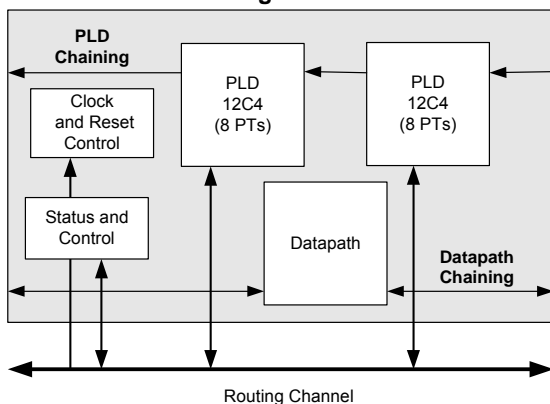 PLD
Chaining
PLD
12C4
(8 PTs)
PLD
12C4
(8 PTs)
Clock
and Reset
Control
Status and
Control
Datapath
Datapath
Chaining
Routing Channel